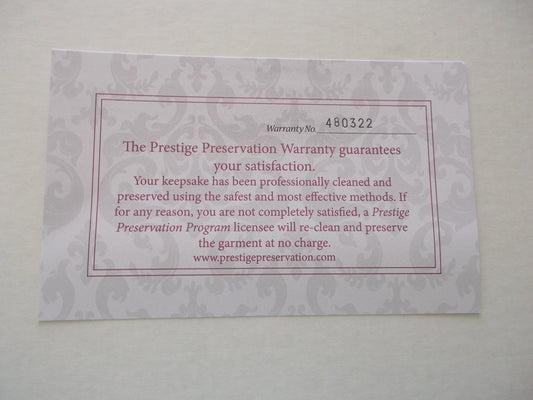 Warranty No. 480322
The Prestige Preservation Warranty guarantees
your satisfaction.
Your keepsake has been professionally cleaned and
preserved using the safest and most effective methods. If
for any reason, you are not completely satisfied, a Prestige
Preservation Program licensee will re-clean and preserve
the garment at no charge.
www.prestigepreservation.com